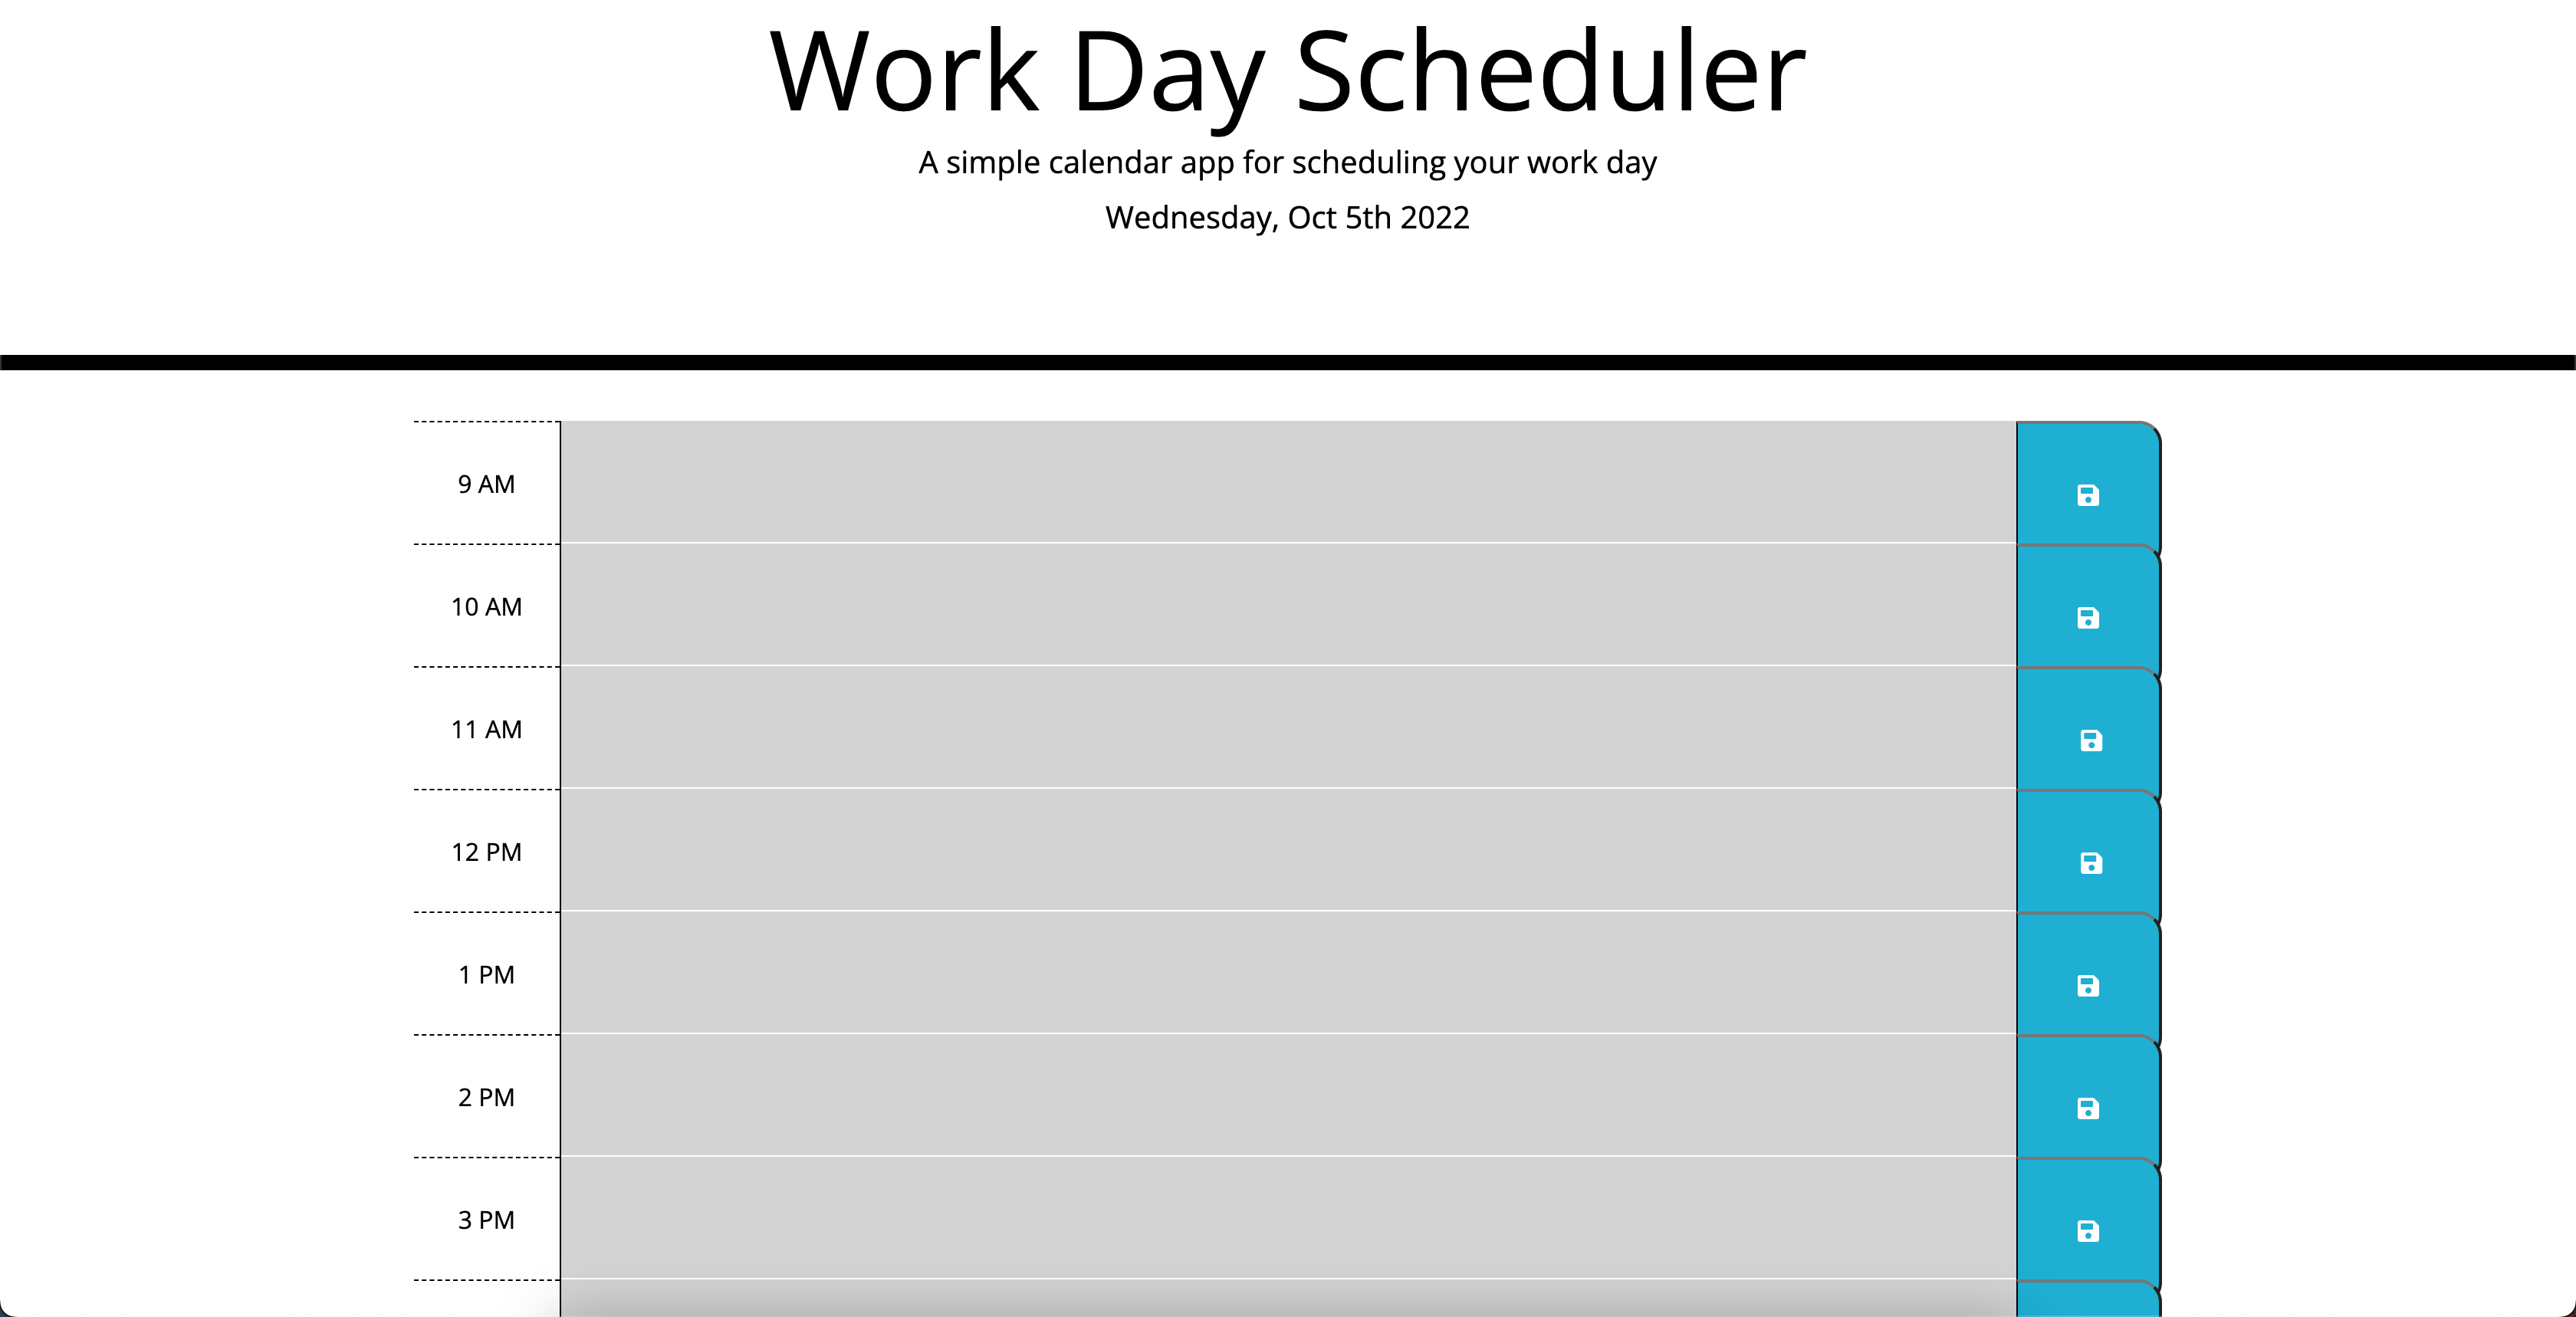 Work Day Scheduler
A simple calendar app for scheduling your work day
Wednesday, Oct 5th 2022
9 AM
10 AM
11 AM
12 PM
1 PM
2 PM
3 PM